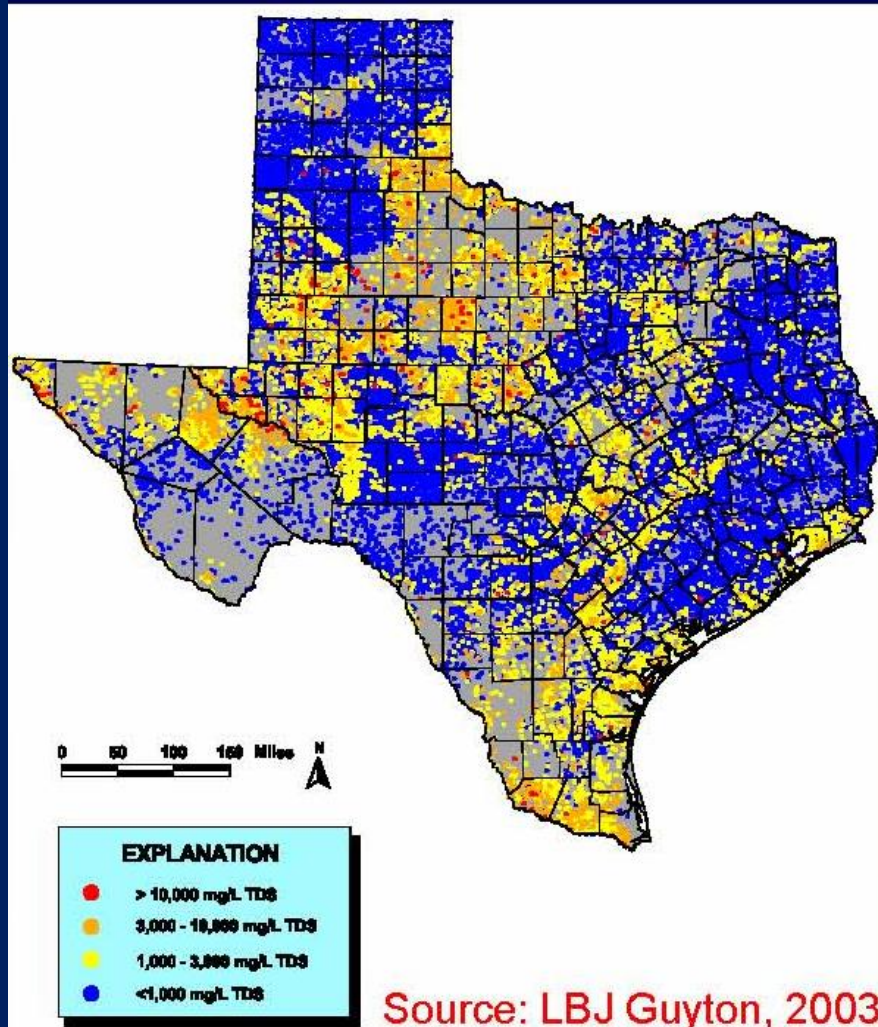 0 50 100 150 Miles N
EXPLANATION
> 10,000 mg/L TDS
3,000 - 10,000 mg/L TDS
1,000 - 3,000 mg/L TDS
<1,000 mg/L TDS
Source: LBJ Guyton, 2003